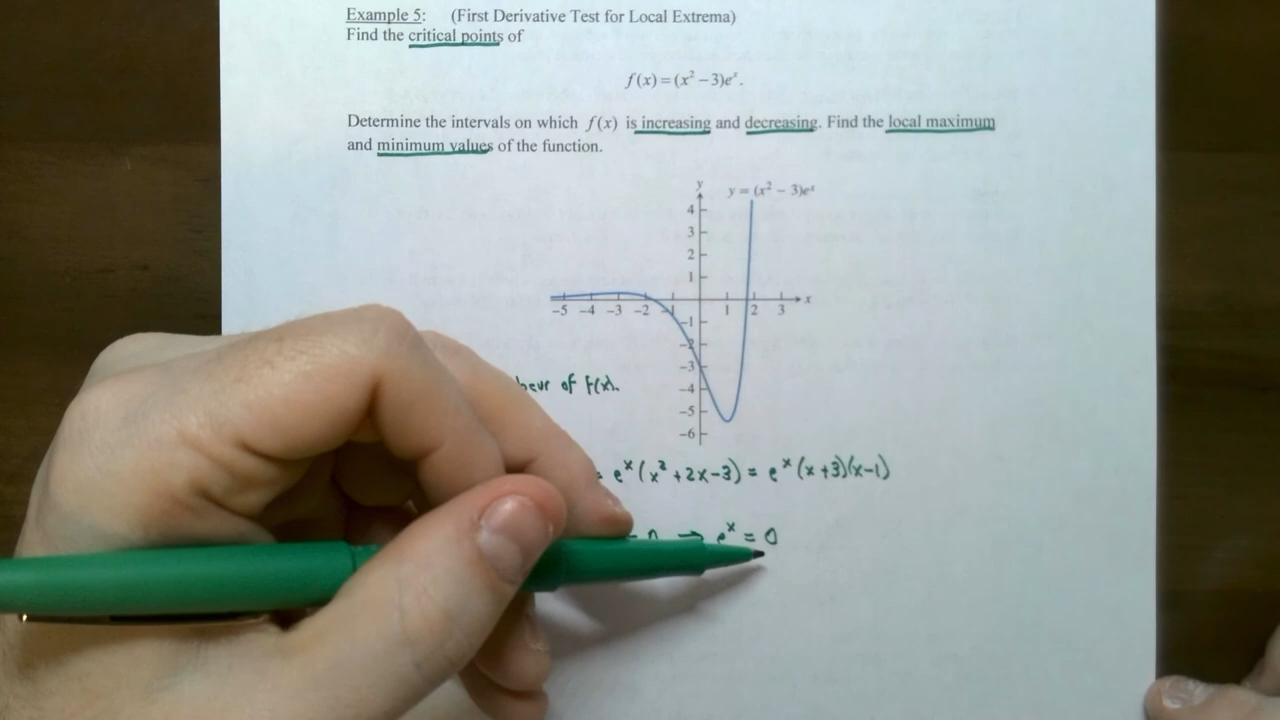 Example 5: (First Derivative Test for Local Extrema)
Find the critical points of
f(x) = (x² – 3)eˣ.
Determine the intervals on which f(x) is increasing and decreasing. Find the local maximum
and minimum values of the function.
y
y = (x² – 3)eˣ
4
3
2
1
–5 –4 –3 –2 –1 1 2 3 x
–1
–2
–3
–4
–5
–6
of f(x).
= eˣ(x² + 2x – 3) = eˣ(x + 3)(x – 1)
= 0 → eˣ = 0